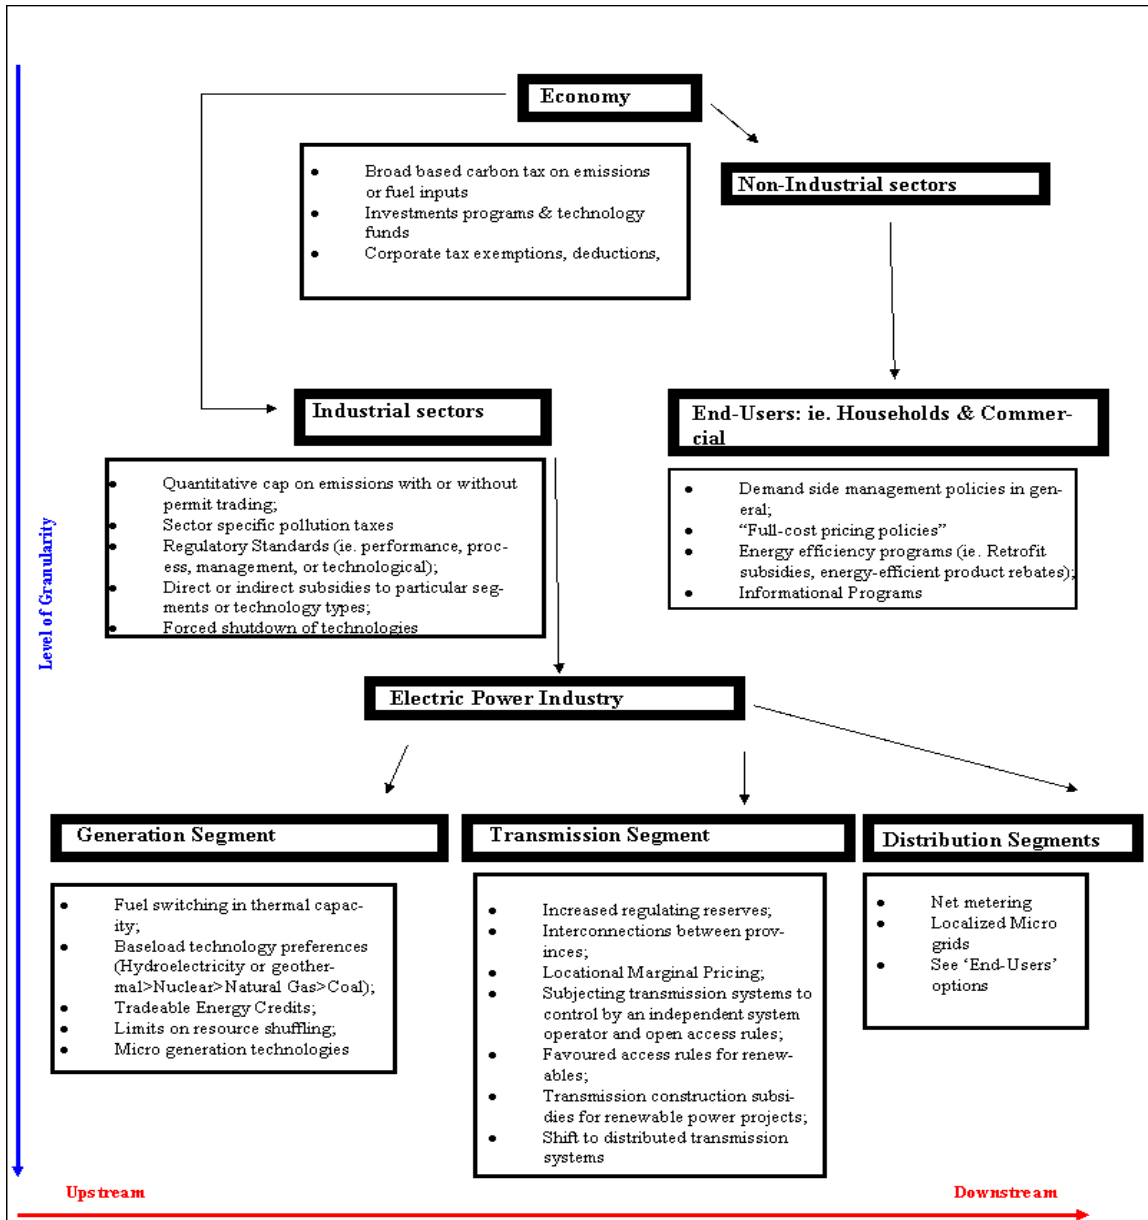 Economy
Broad based carbon tax on emissions
or fuel inputs
Investments programs & technology
funds
Corporate tax exemptions, deductions,
Non-Industrial sectors
Industrial sectors
Quantitative cap on emissions with or without
permit trading;
Sector specific pollution taxes
Regulatory Standards (ie. performance, proc-
ess, management, or technological);
Direct or indirect subsidies to particular seg-
ments or technology types;
Forced shutdown of technologies
End-Users: ie. Households & Commer-
cial
Demand side management policies in gen-
eral;
“Full-cost pricing policies”
Energy efficiency programs (ie. Retrofit
subsidies, energy-efficient product rebates);
Informational Programs
Level of Granularity
Electric Power Industry
Generation Segment
Fuel switching in thermal capac-
ity;
Baseload technology preferences
(Hydroelectricity or geother-
mal>Nuclear>Natural Gas>Coal);
Tradeable Energy Credits;
Limits on resource shuffling;
Micro generation technologies
Transmission Segment
Increased regulating reserves;
Interconnections between prov-
inces;
Locational Marginal Pricing;
Subjecting transmission systems to
control by an independent system
operator and open access rules;
Favoured access rules for renew-
ables;
Transmission construction subsi-
dies for renewable power projects;
Shift to distributed transmission
systems
Distribution Segments
Net metering
Localized Micro
grids
See ‘End-Users’
options
Upstream
Downstream